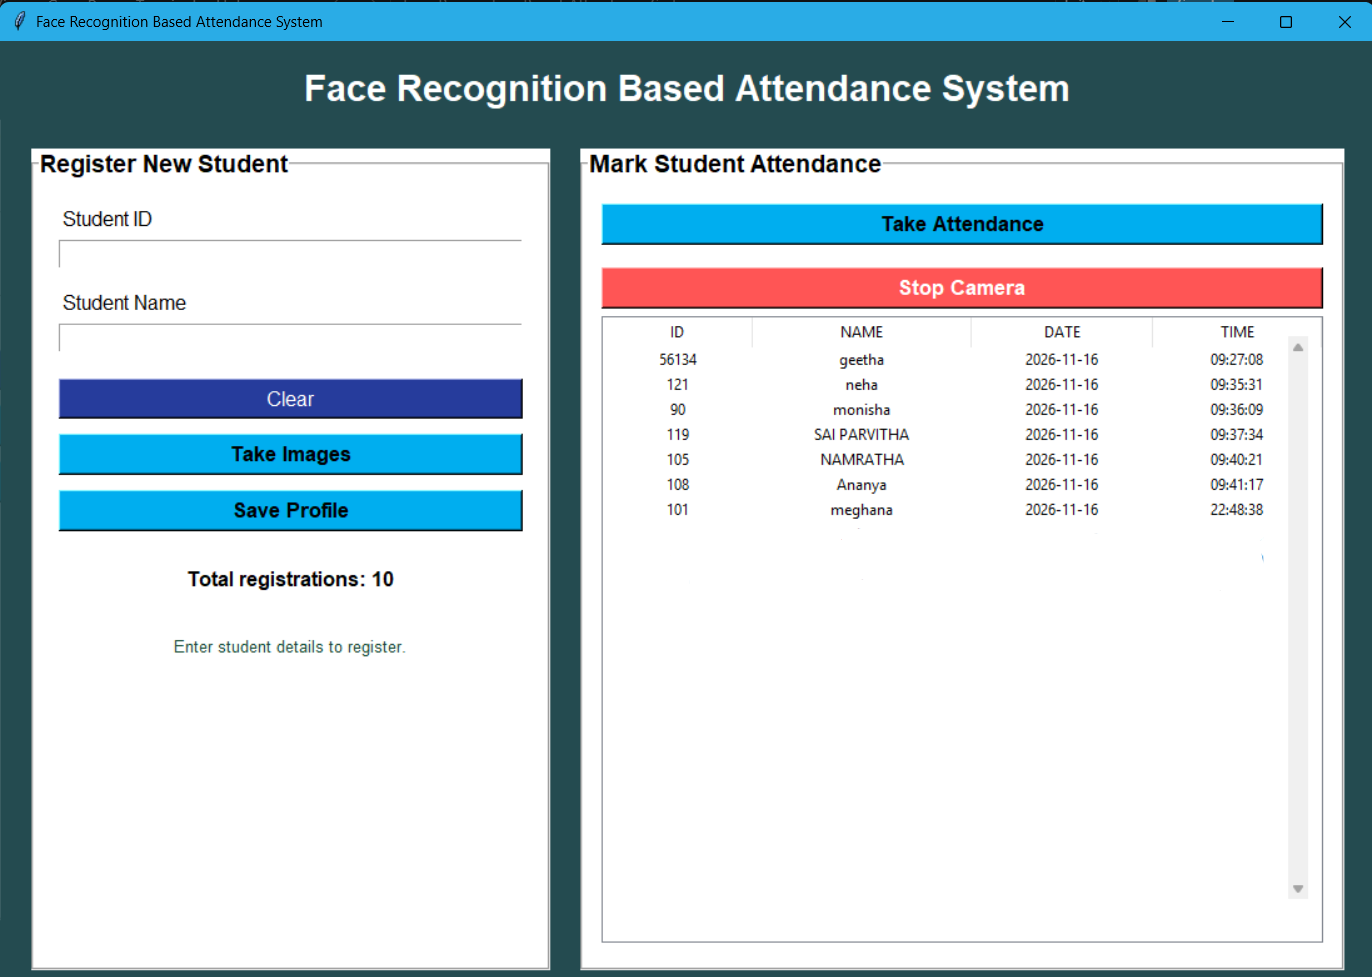 Face Recognition Based Attendance System
Face Recognition Based Attendance System
Register New Student
Student ID
Student Name
Clear
Take Images
Save Profile
Total registrations: 10
Enter student details to register.
Mark Student Attendance
Take Attendance
Stop Camera
ID NAME DATE TIME
56134 geetha 2026-11-16 09:27:08
121 neha 2026-11-16 09:35:31
90 monisha 2026-11-16 09:36:09
119 SAI PARVITHA 2026-11-16 09:37:34
105 NAMRATHA 2026-11-16 09:40:21
108 Ananya 2026-11-16 09:41:17
101 meghana 2026-11-16 22:48:38